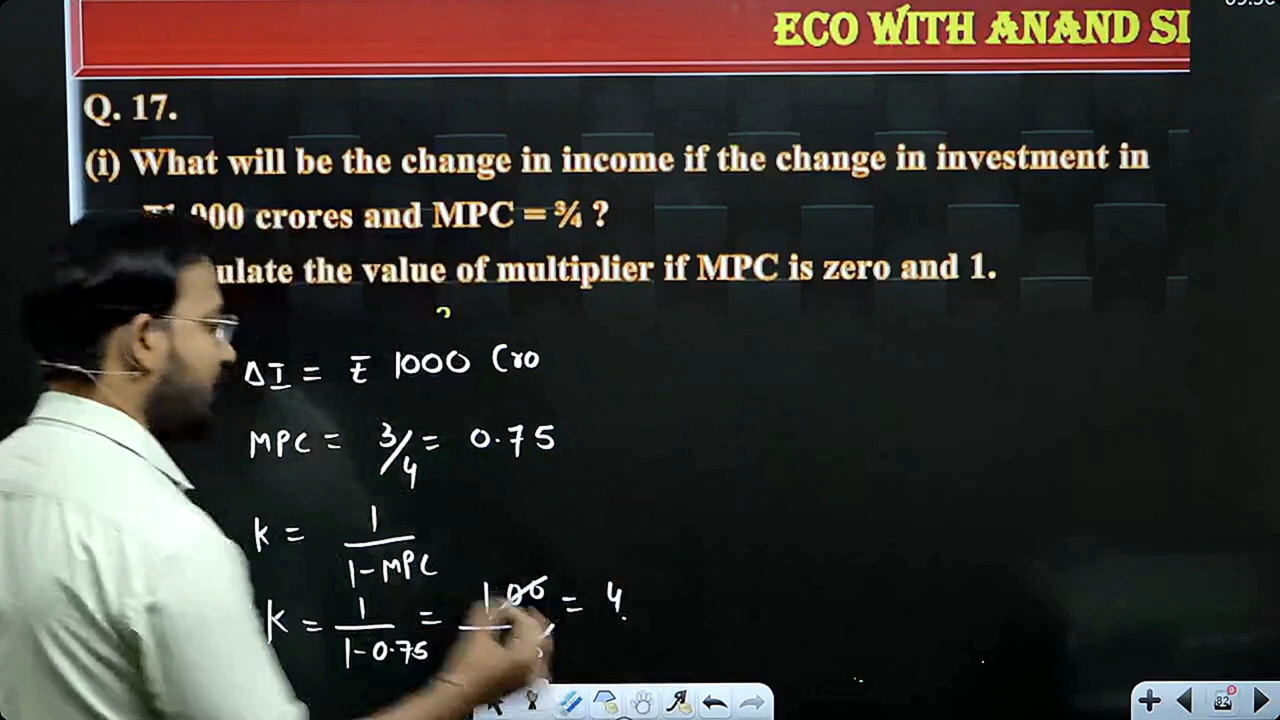 ECO WITH ANAND
Q. 17.
(i) What will be the change in income if the change in investment in
000 crores and MPC = ¾ ?
ulate the value of multiplier if MPC is zero and 1.
ΔI = ₹ 1000 Cro
MPC = 3/4 = 0.75
K = 1/1-MPC
K = 1/1-0.75 = 100 = 4
82